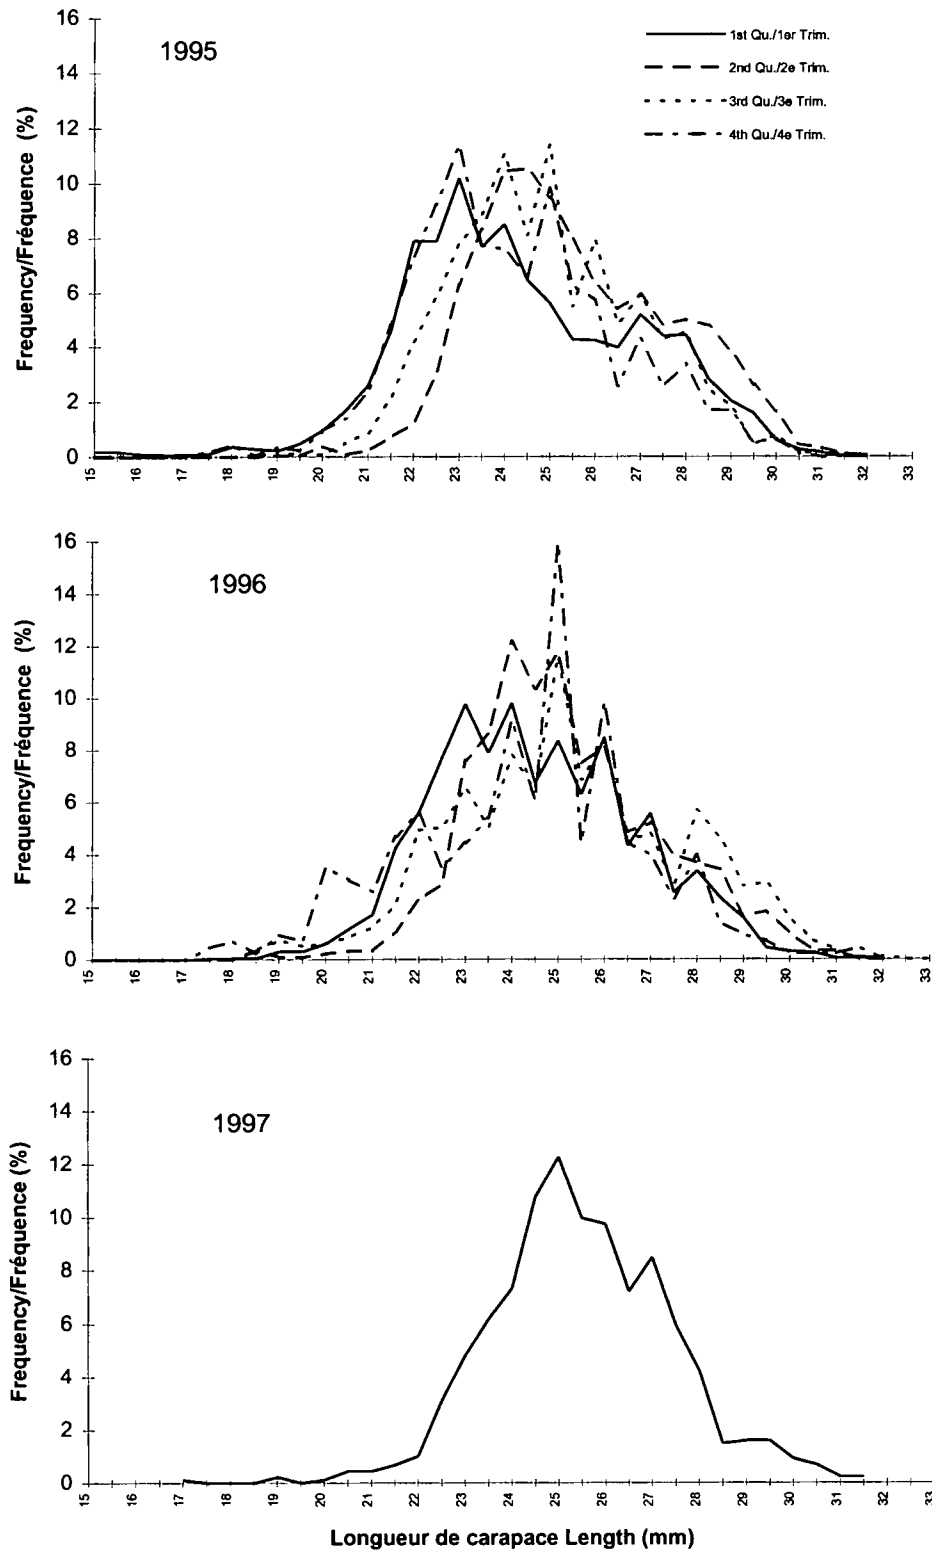 1995
1st Qu./1er Trim.
2nd Qu./2e Trim.
3rd Qu./3e Trim.
4th Qu./4e Trim.
Frequency/Fréquence (%)
16
14
12
10
8
6
4
2
0
15 16 17 18 19 20 21 22 23 24 25 26 27 28 29 30 31 32 33
1996
Frequency/Fréquence (%)
16
14
12
10
8
6
4
2
0
15 16 17 18 19 20 21 22 23 24 25 26 27 28 29 30 31 32 33
1997
Frequency/Fréquence (%)
16
14
12
10
8
6
4
2
0
15 16 17 18 19 20 21 22 23 24 25 26 27 28 29 30 31 32 33
Longueur de carapace Length (mm)